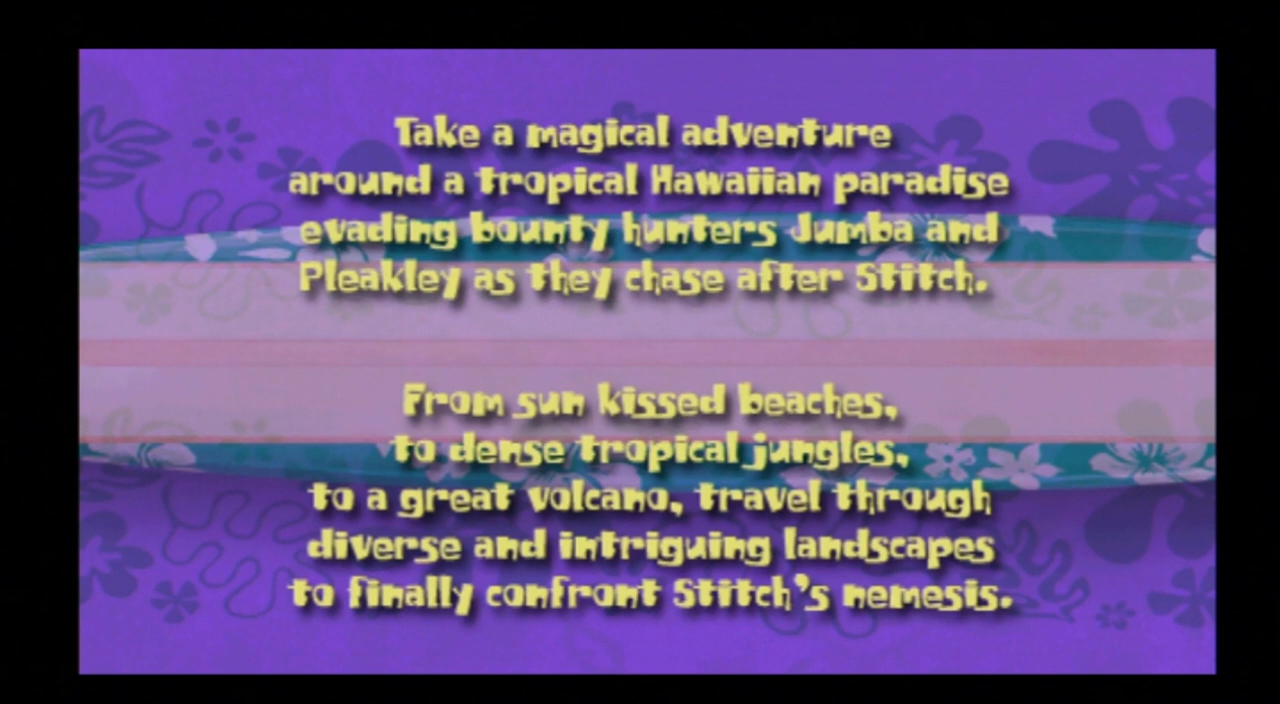 Take a magical adventure
around a tropical Hawaiian paradise
evading bounty hunters Jumba and
Pleakley as they chase after Stitch.
From sun kissed beaches,
to dense tropical jungles,
to a great volcano, travel through
diverse and intriguing landscapes
to finally confront Stitch's nemesis.